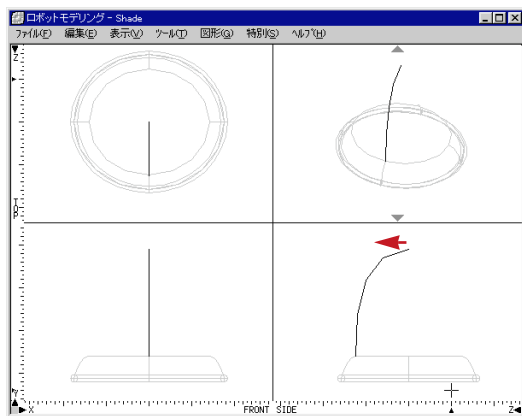 ロボットモデリング - Shade
ファイル(F) 編集(E) 表示(V) ツール(T) 図形(G) 特別(S) ヘルプ(H)
Z
TOP
Y
X FRONT SIDE Z